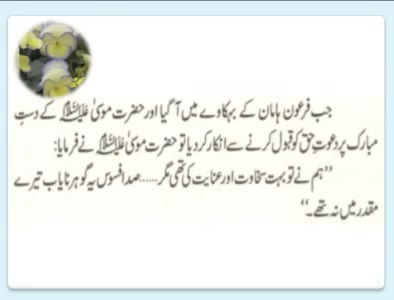 جب فرعون ہامان کے بہکاوے میں آ گیا اور حضرت موسیٰ علیہ السلام کے دستِ
مبارک پر دعوتِ حق کو قبول کرنے سے انکار کر دیا تو حضرت موسیٰ علیہ السلام نے فرمایا:
”ہم نے تو بہت سخاوت اور عنایت کی تھی مگر...... صد افسوس یہ گوہر نایاب تیرے
مقدر میں نہ تھے۔“